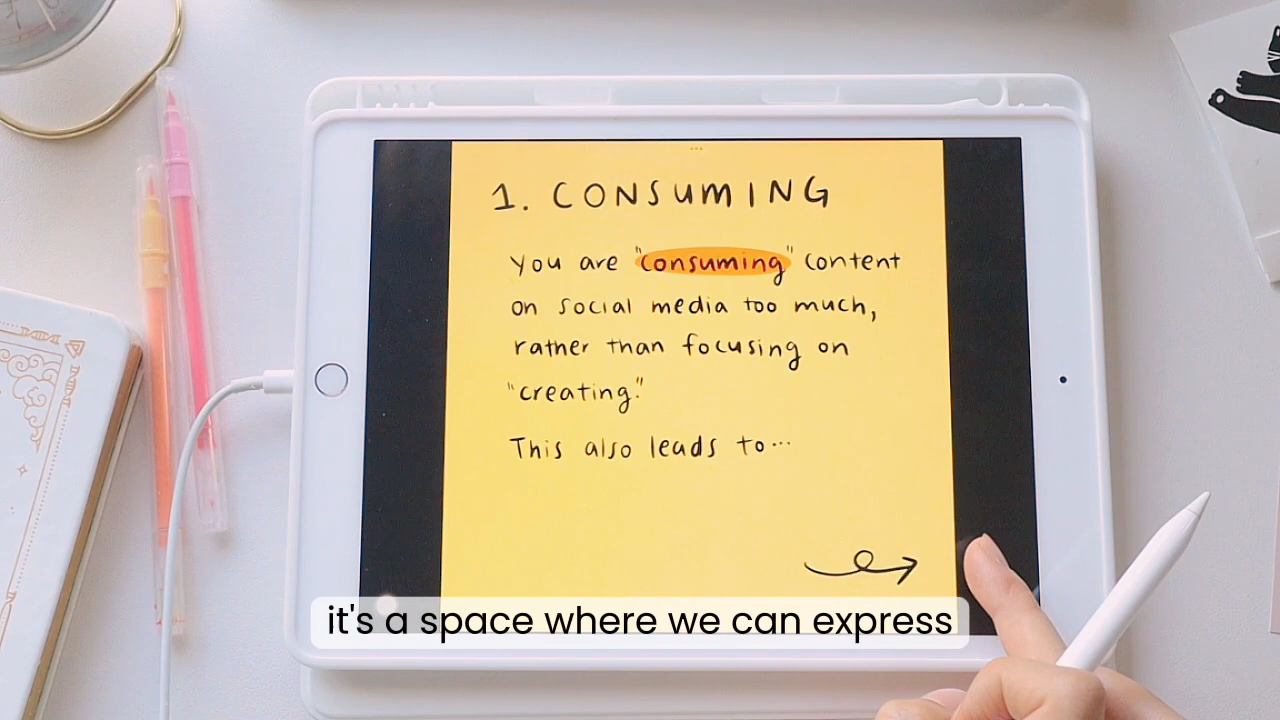 1. CONSUMING
You are "consuming" content
on social media too much,
rather than focusing on
"creating."
This also leads to...
it's a space where we can express